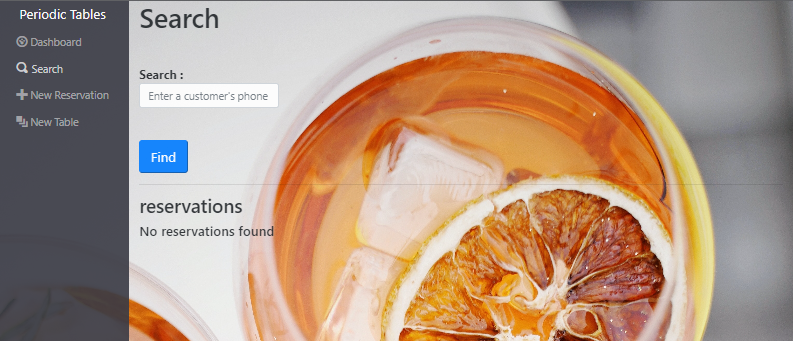 Periodic Tables
Dashboard
Search
New Reservation
New Table
Search
Search :
Enter a customer's phone
Find
reservations
No reservations found